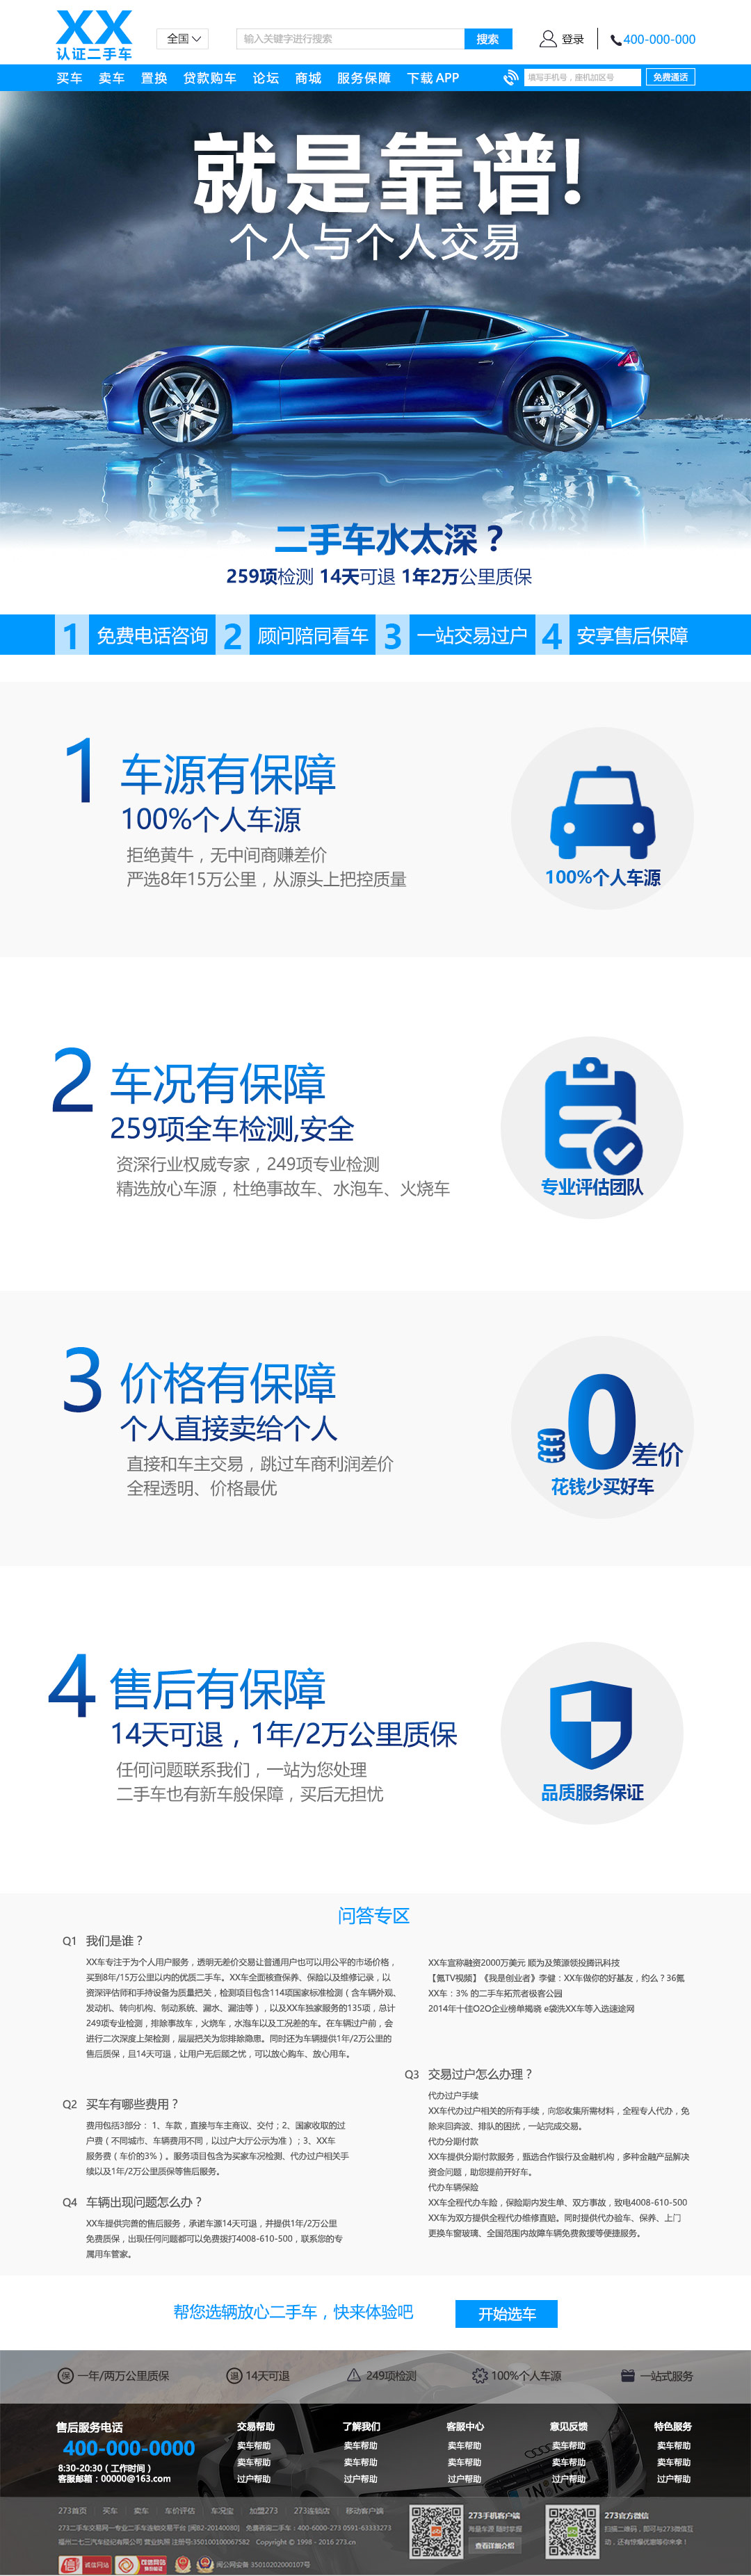 XX
认证二手车
全国
输入关键字进行搜索
搜索
登录
400-000-000
买车 卖车 置换 贷款购车 论坛 商城 服务保障 下载 APP
填写手机号，座机加区号
免费通话
就是靠谱!
个人与个人交易
二手车水太深？
259项检测 14天可退 1年2万公里质保
1 免费电话咨询 2 顾问陪同看车 3 一站交易过户 4 安享售后保障
1 车源有保障
100%个人车源
拒绝黄牛，无中间商赚差价
严选8年15万公里，从源头上把控质量
100%个人车源
2 车况有保障
259项全车检测,安全
资深行业权威专家，249项专业检测
精选放心车源，杜绝事故车、水泡车、火烧车
专业评估团队
3 价格有保障
个人直接卖给个人
直接和车主交易，跳过车商利润差价
全程透明、价格最优
0差价
花钱少买好车
4 售后有保障
14天可退，1年/2万公里质保
任何问题联系我们，一站为您处理
二手车也有新车般保障，买后无担忧
品质服务保证
问答专区
Q1 我们是谁？
XX车专注于为个人用户服务，透明无差价交易让普通用户也可以用公平的市场价格，
买到8年/15万公里以内的优质二手车。XX车全面核查保养、保险以及维修记录，以
资深评估师和手持设备为质量把关，检测项目包含114项国家标准检测（含车辆外观、
发动机、转向机构、制动系统、漏水、漏油等），以及XX车独家服务的135项，总计
249项专业检测，排除事故车，火烧车，水泡车以及工况差的车。在车辆过户前，会
进行二次深度上架检测，层层把关为您排除隐患。同时还为车辆提供1年/2万公里的
售后质保，且14天可退，让用户无后顾之忧，可以放心购车、放心用车。
XX车宣称融资2000万美元 顺为及策源领投腾讯科技
【氪TV视频】《我是创业者》李健：XX车做你的好基友，约么？36氪
XX车：3% 的二手车拓荒者极客公园
2014年十佳O2O企业榜单揭晓 e袋洗XX车等入选速途网
Q2 买车有哪些费用？
费用包括3部分： 1、车款，直接与车主商议、交付；2、国家收取的过
户费（不同城市、车辆费用不同，以过户大厅公示为准）；3、XX车
服务费（车价的3%）。服务项目包含为买家车况检测、代办过户相关手
续以及1年/2万公里质保等售后服务。
Q3 交易过户怎么办理？
代办过户手续
XX车代办过户相关的所有手续，向您收集所需材料，全程专人代办，免
除来回奔波、排队的困扰，一站完成交易。
代办分期付款
XX车提供分期付款服务，甄选合作银行及金融机构，多种金融产品解决
资金问题，助您提前开好车。
代办车辆保险
XX车全程代办车险，保险期内发生单、双方事故，致电4008-610-500
XX车为双方提供全程代办维修直赔。同时提供代办验车、保养、上门
更换车窗玻璃、全国范围内故障车辆免费救援等便捷服务。
Q4 车辆出现问题怎么办？
XX车提供完善的售后服务，承诺车源14天可退，并提供1年/2万公里
免费质保，出现任何问题都可以免费拨打4008-610-500，联系您的专
属用车管家。
帮您选辆放心二手车，快来体验吧
开始选车
保 一年/两万公里质保 退 14天可退 249项检测 100%个人车源 一站式服务
售后服务电话
400-000-0000
8:30-20:30（工作时间）
客服邮箱：00000@163.com
交易帮助 了解我们 客服中心 意见反馈 特色服务
卖车帮助 卖车帮助 卖车帮助 卖车帮助 卖车帮助
卖车帮助 卖车帮助 卖车帮助 卖车帮助 卖车帮助
过户帮助 过户帮助 过户帮助 过户帮助 过户帮助
273首页 买车 卖车 车价评估 车况宝 加盟273 273连锁店 移动客户端
273二手车交易网—专业二手车连锁交易平台 [闽B2-20140080] 免费咨询二手车：400-6000-273 0591-63333273
福州二七三汽车经纪有限公司 营业执照 注册号:350100100067582 Copyright © 1998 - 2016 273.cn
诚信网站
可信网站
闽公网安备 35010202000107号
273手机客户端
海量车源 随时掌握
查看详细介绍
273官方微信
扫描二维码，即可与273微信互
动，还有惊爆优惠等你来拿！